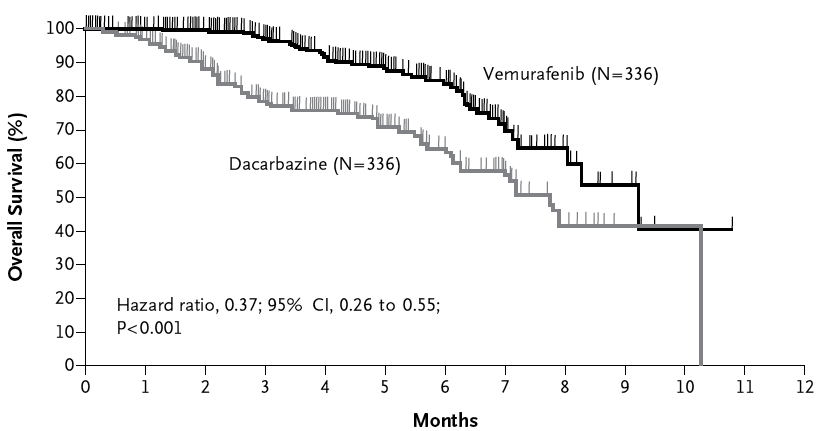 100
90
80
70
60
50
40
30
20
10
0
Overall Survival (%)
Vemurafenib (N=336)
Dacarbazine (N=336)
Hazard ratio, 0.37; 95% CI, 0.26 to 0.55;
P<0.001
0 1 2 3 4 5 6 7 8 9 10 11 12
Months